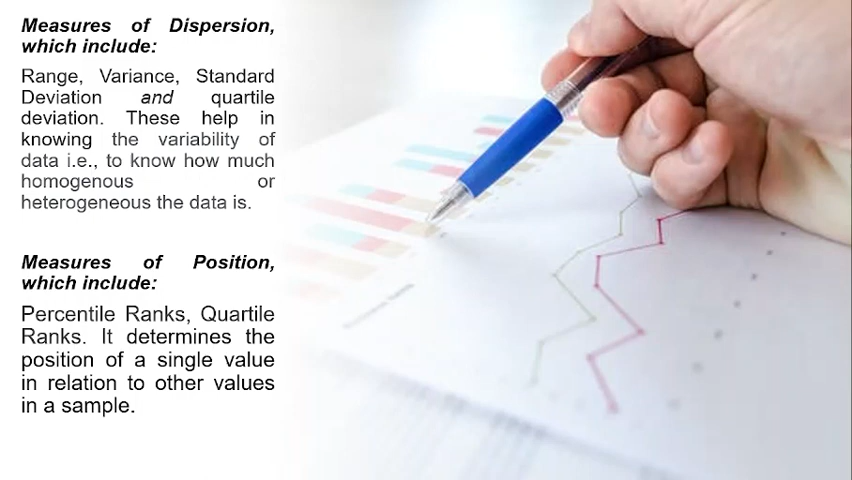 Measures of Dispersion,
which include:
Range, Variance, Standard
Deviation and quartile
deviation. These help in
knowing the variability of
data i.e., to know how much
homogenous or
heterogeneous the data is.
Measures of Position,
which include:
Percentile Ranks, Quartile
Ranks. It determines the
position of a single value
in relation to other values
in a sample.